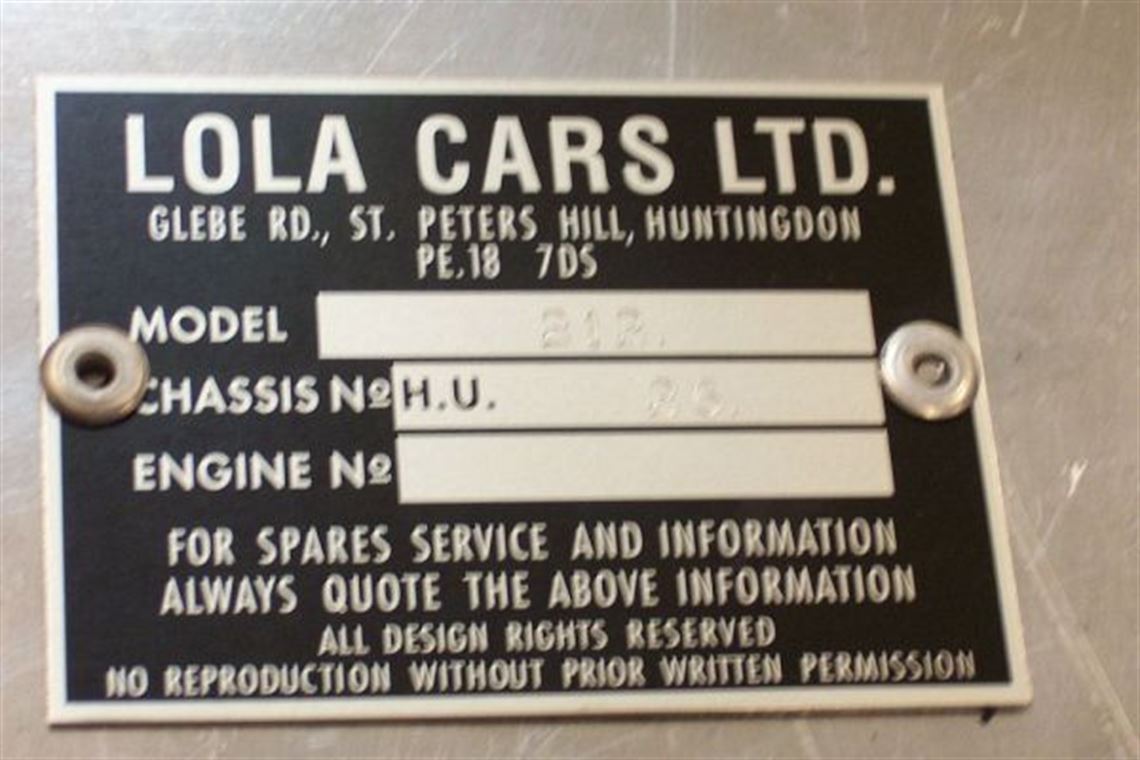 LOLA CARS LTD.
GLEBE RD., ST. PETERS HILL, HUNTINGDON
PE.18 7DS
MODEL
CHASSIS Nº H.U.
ENGINE Nº
FOR SPARES SERVICE AND INFORMATION
ALWAYS QUOTE THE ABOVE INFORMATION
ALL DESIGN RIGHTS RESERVED
NO REPRODUCTION WITHOUT PRIOR WRITTEN PERMISSION